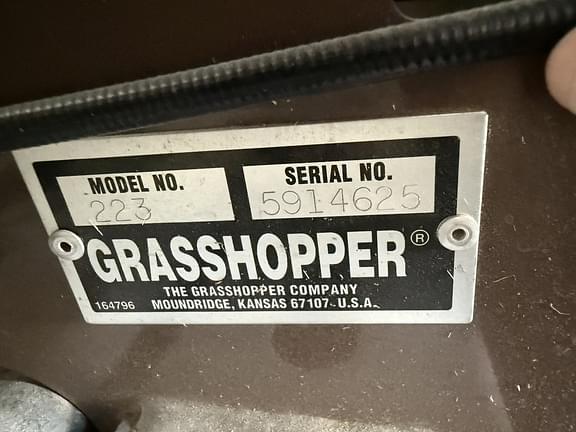 MODEL NO. SERIAL NO.
223 5914625
GRASSHOPPER®
THE GRASSHOPPER COMPANY
164796 MOUNDRIDGE, KANSAS 67107 U.S.A.